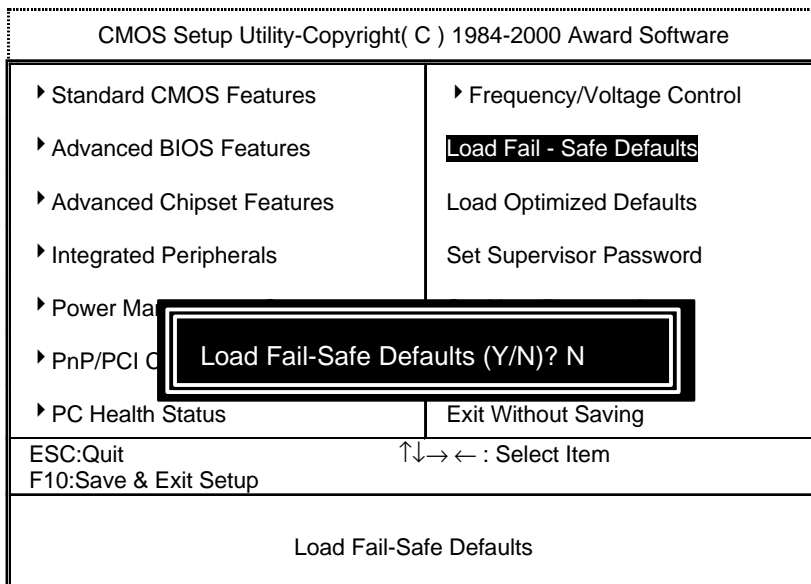 CMOS Setup Utility-Copyright( C ) 1984-2000 Award Software
Standard CMOS Features
Advanced BIOS Features
Advanced Chipset Features
Integrated Peripherals
Power Ma
PnP/PCI C
PC Health Status
Frequency/Voltage Control
Load Fail - Safe Defaults
Load Optimized Defaults
Set Supervisor Password
Exit Without Saving
Load Fail-Safe Defaults (Y/N)? N
ESC:Quit ↑↓→ ← : Select Item
F10:Save & Exit Setup
Load Fail-Safe Defaults